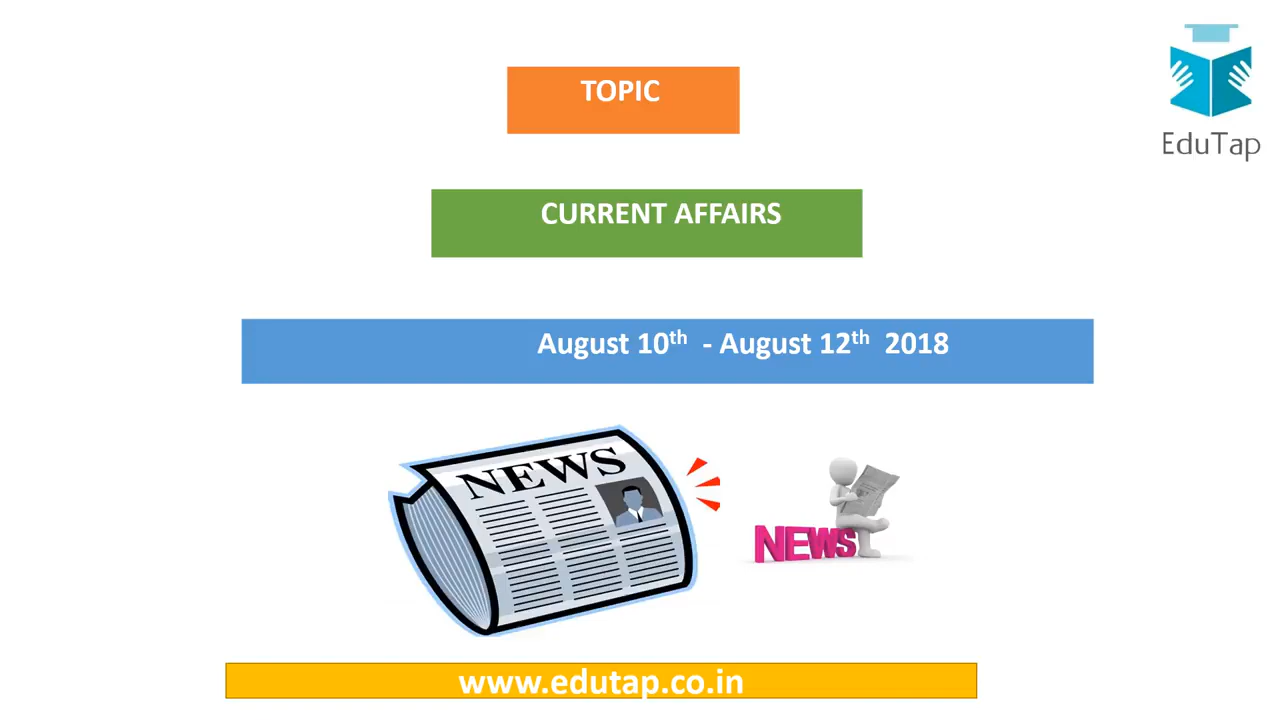 TOPIC
EduTap
CURRENT AFFAIRS
August 10th - August 12th 2018
NEWS
NEWS
www.edutap.co.in